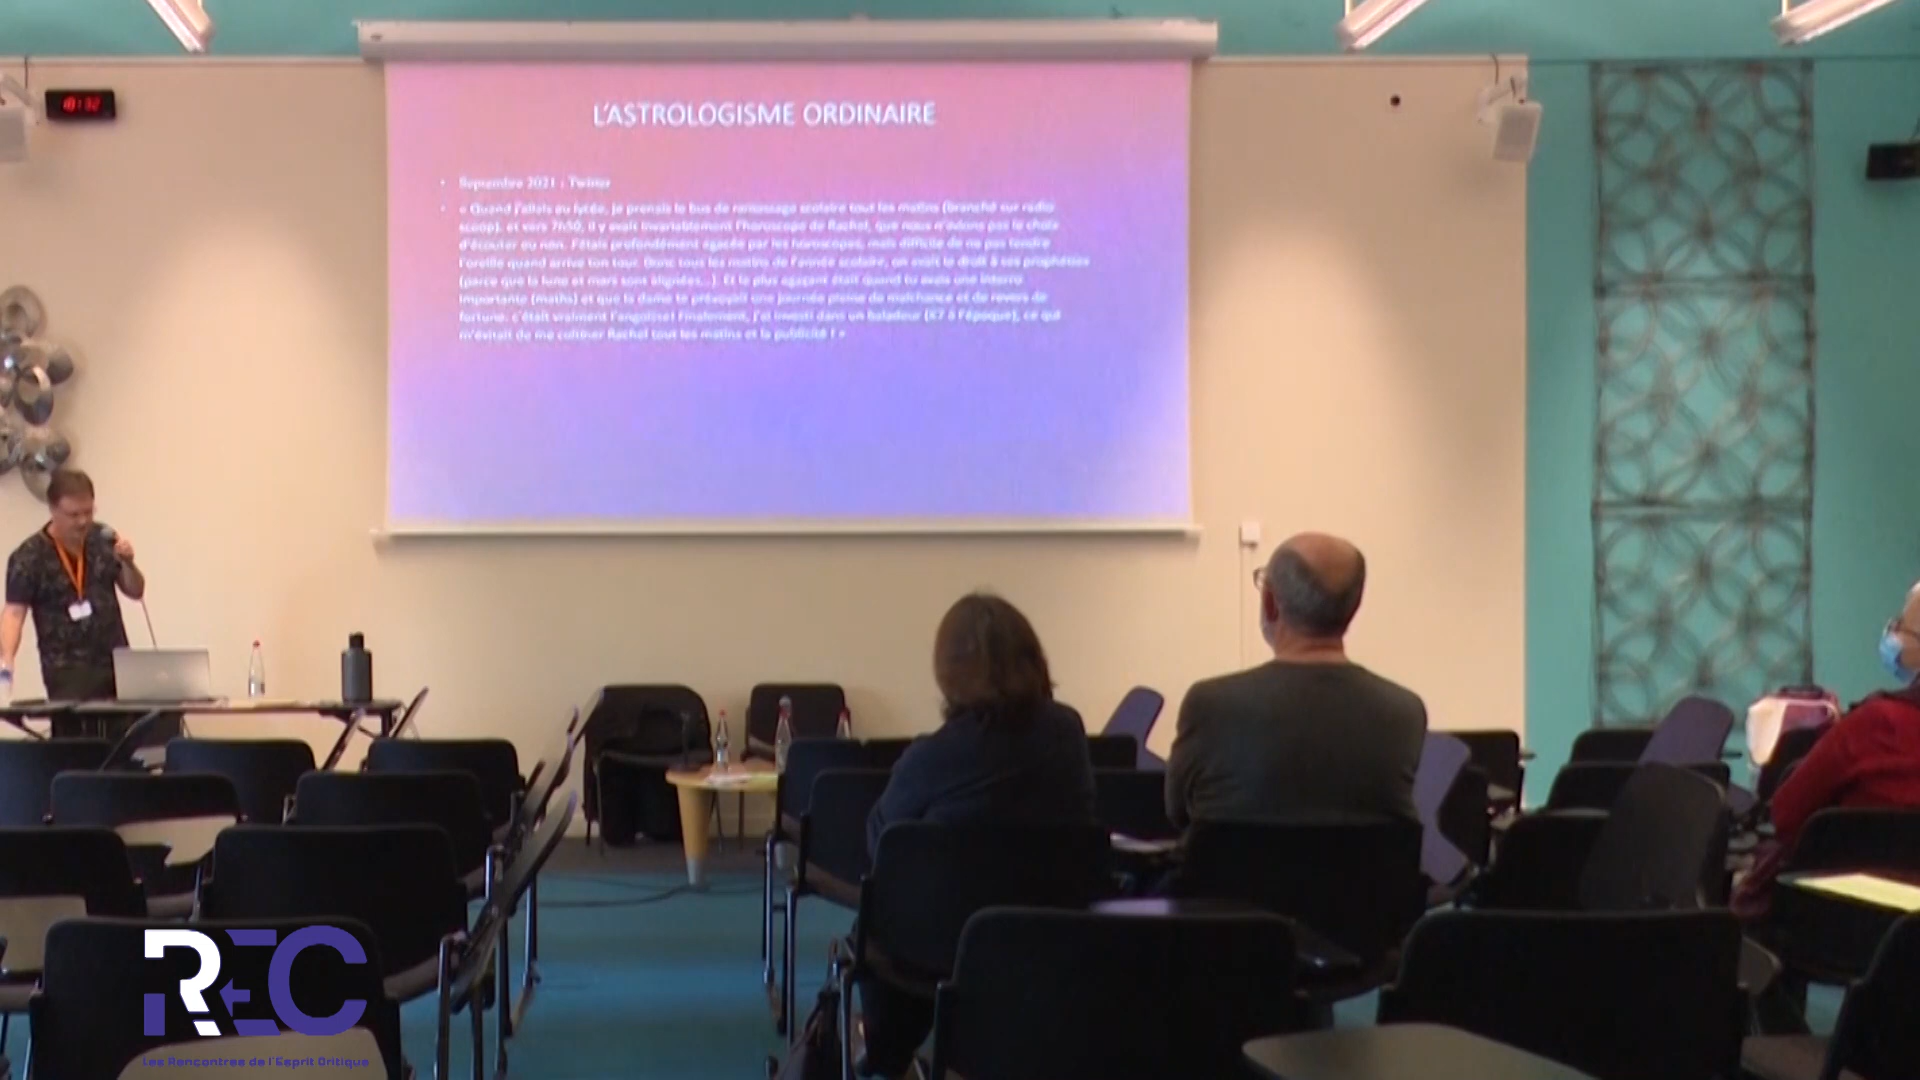 L'ASTROLOGISME ORDINAIRE
• Septembre 2021 : Twitter
• « Quand j'allais au lycée, je prenais le bus de ramassage scolaire tout les matins (branché sur radio
scoop), et vers 7h30, il y avait invariablement l'horoscope de Rachel, que nous n'avions pas le choix
d'écouter ou non. J'étais profondément agacée par les horoscopes, mais difficile de ne pas tendre
l'oreille quand arrive ton tour. Donc tous les matins de l'année scolaire, on avait le droit à ses prophéties
(parce que la lune et mars sont alignées...). Et le plus agaçant était quand tu avais une interro
importante (maths) et que la dame te prévoyait une journée pleine de malchance et de revers de
fortune. c'était vraiment l'angoisse! Finalement, j'ai investi dans un baladeur (K7 à l'époque), ce qui
m'évitait de me cultiner Rachel tout les matins et la publicité ! »
REC
Les Rencontres de l'Esprit Critique